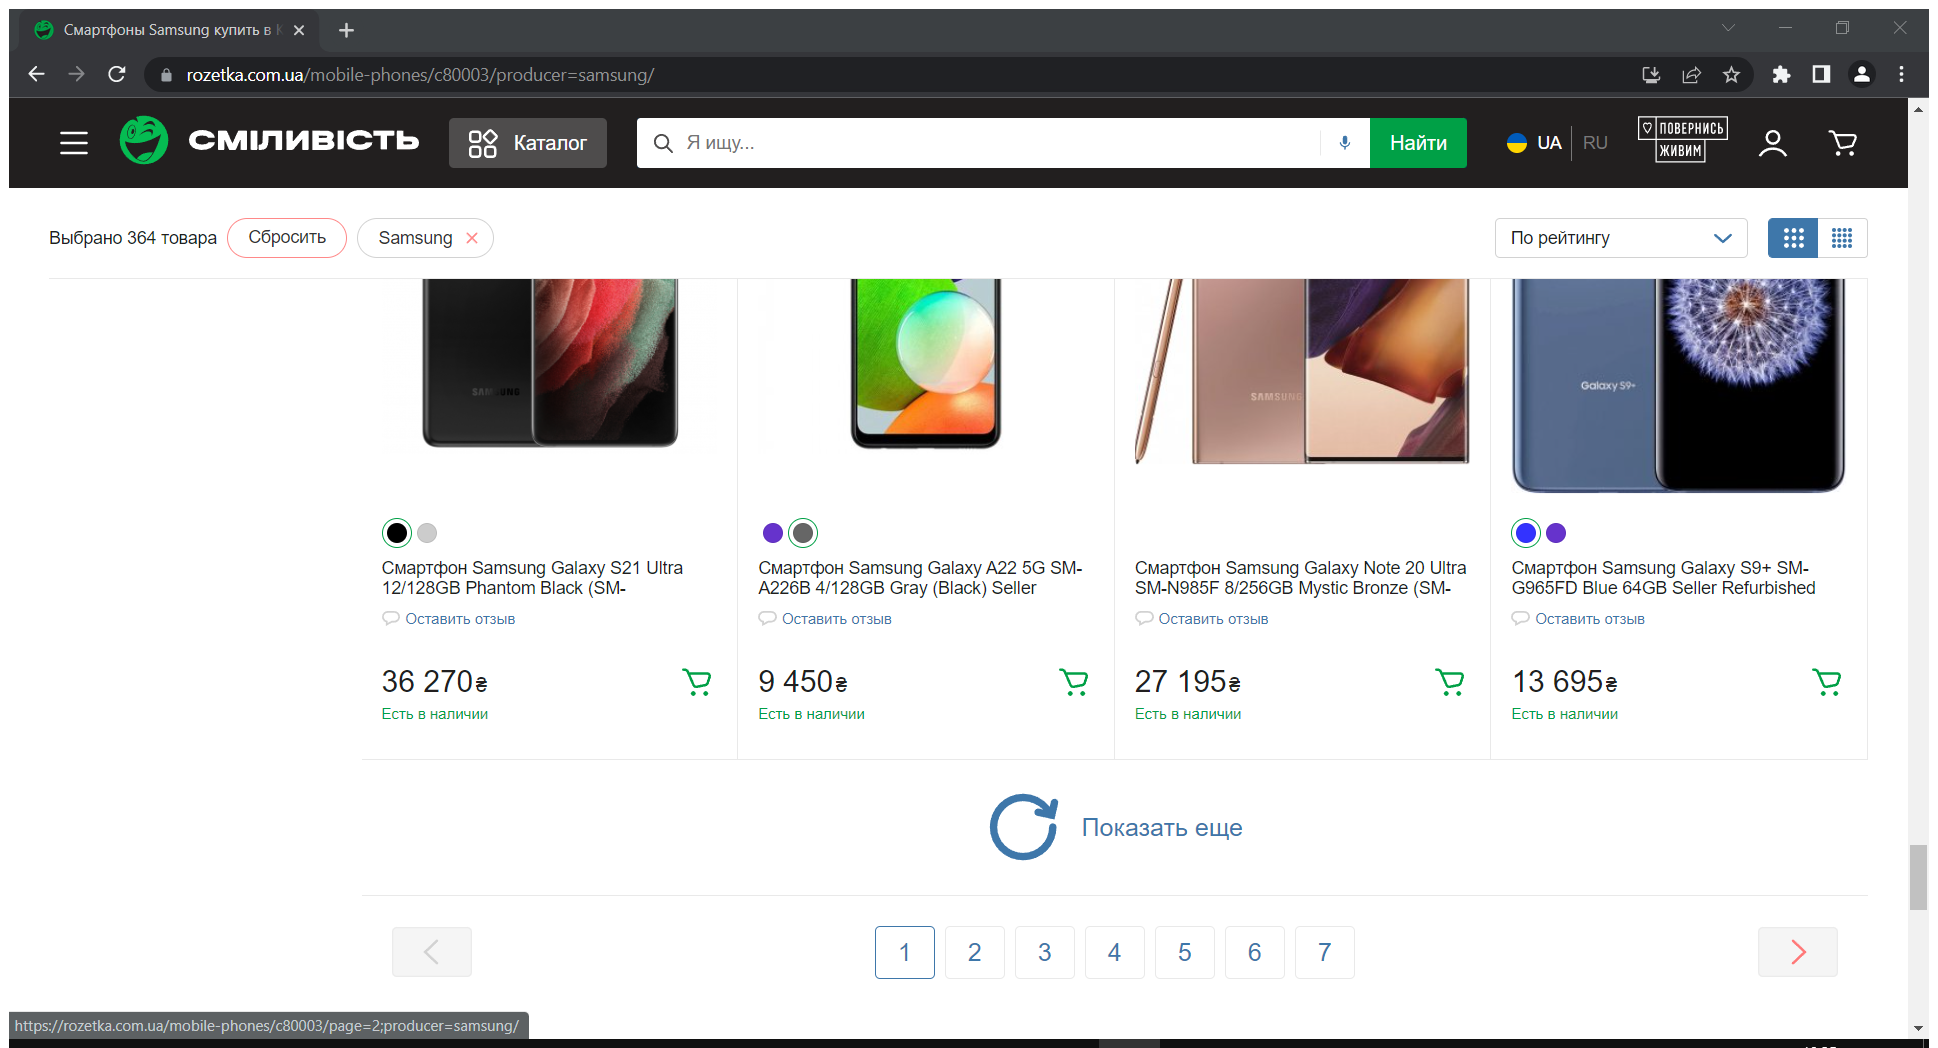 Смартфоны Samsung купить в К
rozetka.com.ua/mobile-phones/c80003/producer=samsung/
СМІЛИВІСТЬ
Каталог
Я ищу...
Найти
UA
RU
ПОВЕРНИСЬ
ЖИВИМ
Выбрано 364 товара
Сбросить
Samsung
По рейтингу
SAMSUNG
SAMSUNG
Galaxy S9+
Смартфон Samsung Galaxy S21 Ultra
12/128GB Phantom Black (SM-
Оставить отзыв
36 270₴
Есть в наличии
Смартфон Samsung Galaxy A22 5G SM-
A226B 4/128GB Gray (Black) Seller
Оставить отзыв
9 450₴
Есть в наличии
Смартфон Samsung Galaxy Note 20 Ultra
SM-N985F 8/256GB Mystic Bronze (SM-
Оставить отзыв
27 195₴
Есть в наличии
Смартфон Samsung Galaxy S9+ SM-
G965FD Blue 64GB Seller Refurbished
Оставить отзыв
13 695₴
Есть в наличии
Показать еще
1 2 3 4 5 6 7
https://rozetka.com.ua/mobile-phones/c80003/page=2;producer=samsung/